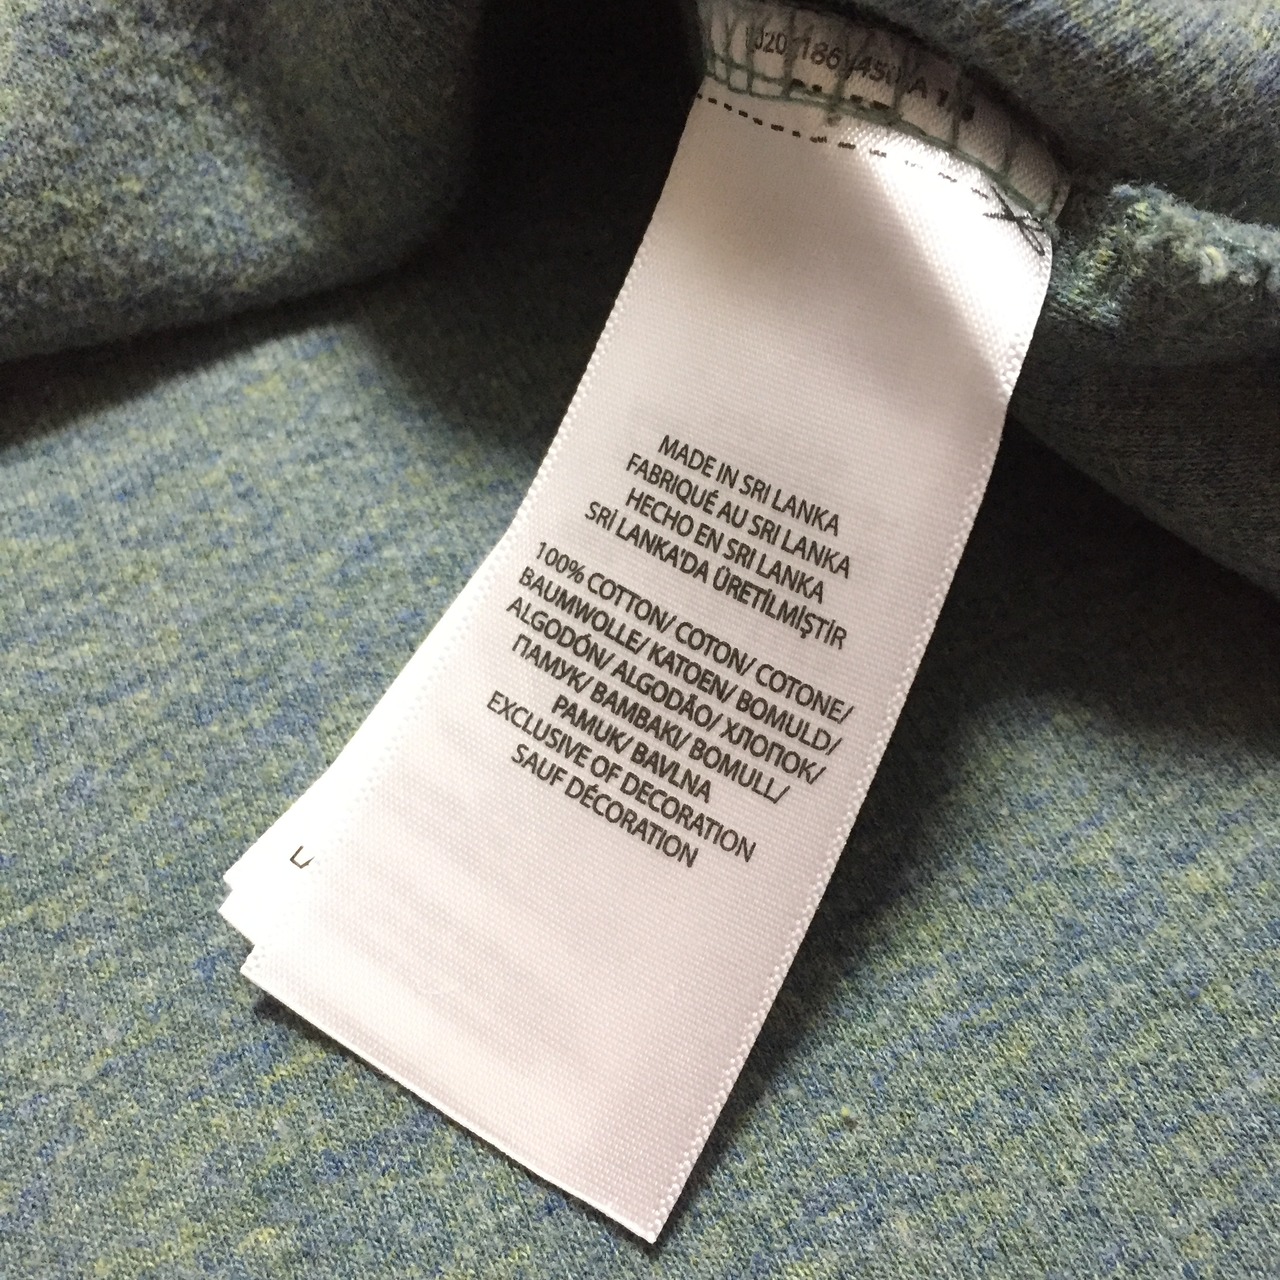 MADE IN SRI LANKA
FABRIQUÉ AU SRI LANKA
HECHO EN SRI LANKA
SRİ LANKA'DA ÜRETİLMİŞTİR
100% COTTON/ COTON/ COTONE/
BAUMWOLLE/ KATOEN/ BOMULD/
ALGODÓN/ ALGODÃO/ ХЛОПОК/
ПАМУК/ BAMBAKI/ BOMULL/
PAMUK/ BAVLNA
EXCLUSIVE OF DECORATION
SAUF DÉCORATION